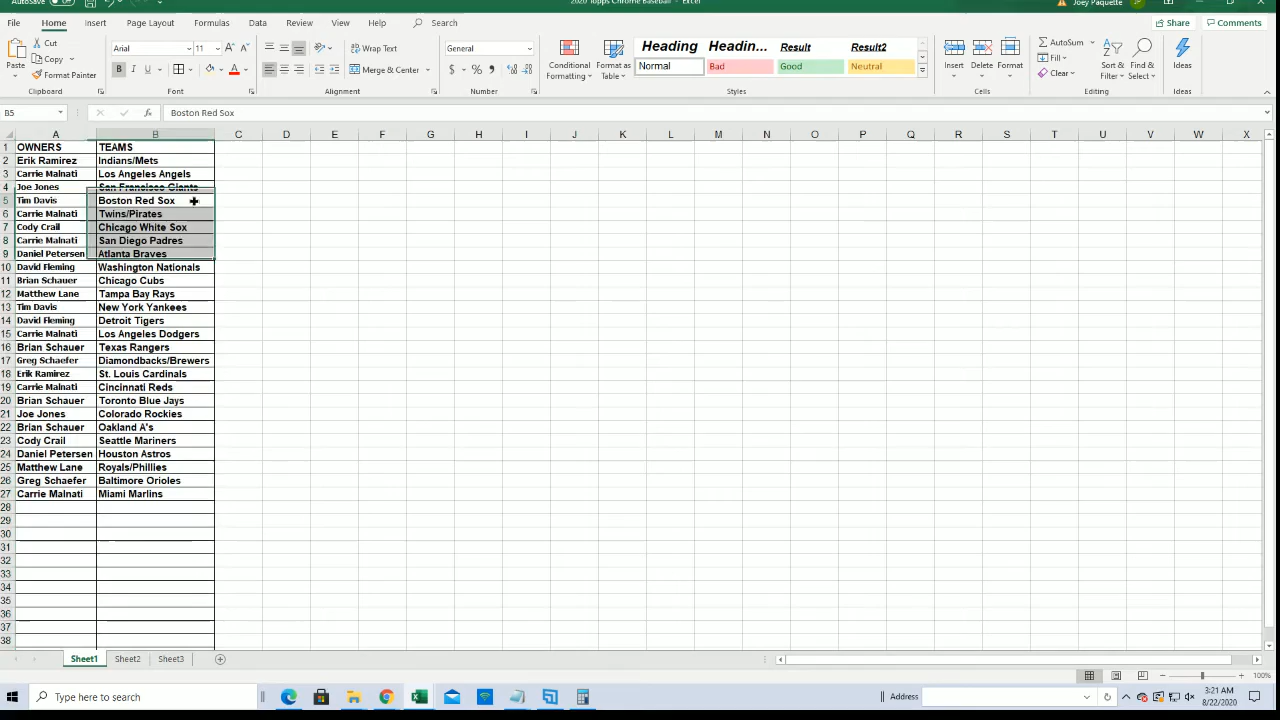 AutoSave Off 2020 Topps Chrome Baseball - Excel Joey Paquette JP
File Home Insert Page Layout Formulas Data Review View Help Search Share Comments
Paste Cut Copy Format Painter Clipboard
Arial 11 Font
Wrap Text Merge & Center Alignment
General Number
Conditional Formatting Format as Table
Heading Headin... Result Result2
Normal Bad Good Neutral
Styles
Insert Delete Format Cells
AutoSum Fill Clear Sort & Filter Find & Select Editing
Ideas Ideas
B5 Boston Red Sox
A B C D E F G H I J K L M N O P Q R S T U V W X
1 OWNERS TEAMS
2 Erik Ramirez Indians/Mets
3 Carrie Malnati Los Angeles Angels
4 Joe Jones San Francisco Giants
5 Tim Davis Boston Red Sox
6 Carrie Malnati Twins/Pirates
7 Cody Crail Chicago White Sox
8 Carrie Malnati San Diego Padres
9 Daniel Petersen Atlanta Braves
10 David Fleming Washington Nationals
11 Brian Schauer Chicago Cubs
12 Matthew Lane Tampa Bay Rays
13 Tim Davis New York Yankees
14 David Fleming Detroit Tigers
15 Carrie Malnati Los Angeles Dodgers
16 Brian Schauer Texas Rangers
17 Greg Schaefer Diamondbacks/Brewers
18 Erik Ramirez St. Louis Cardinals
19 Carrie Malnati Cincinnati Reds
20 Brian Schauer Toronto Blue Jays
21 Joe Jones Colorado Rockies
22 Brian Schauer Oakland A's
23 Cody Crail Seattle Mariners
24 Daniel Petersen Houston Astros
25 Matthew Lane Royals/Phillies
26 Greg Schaefer Baltimore Orioles
27 Carrie Malnati Miami Marlins
28
29
30
31
32
33
34
35
36
37
38
Sheet1 Sheet2 Sheet3
100%
Type here to search
Address
3:21 AM
8/22/2020